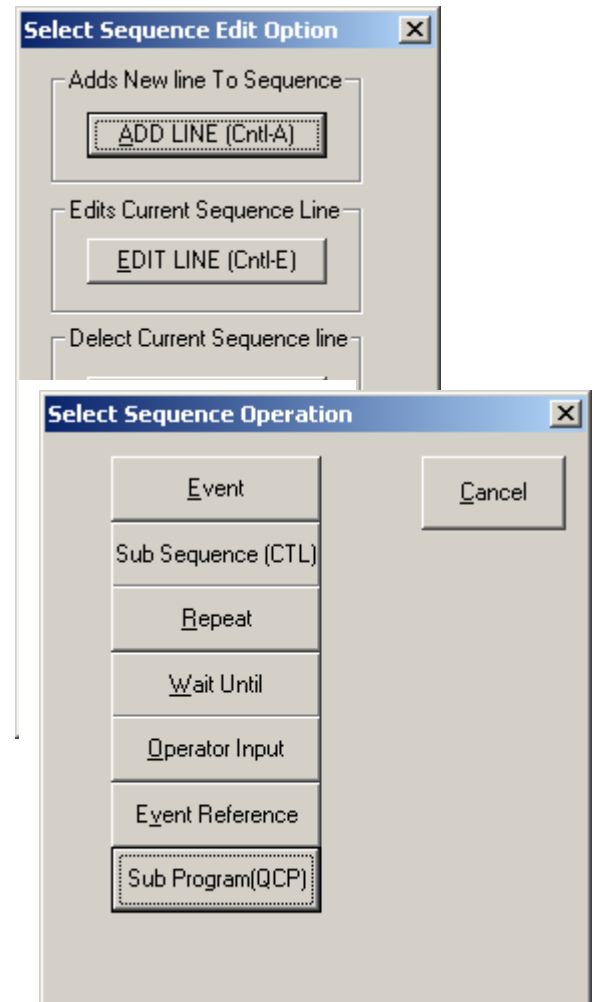 Select Sequence Edit Option
Adds New line To Sequence
ADD LINE (Cntl-A)
Edits Current Sequence Line
EDIT LINE (Cntl-E)
Delect Current Sequence line
Select Sequence Operation
Event
Cancel
Sub Sequence (CTL)
Repeat
Wait Until
Operator Input
Event Reference
Sub Program(QCP)